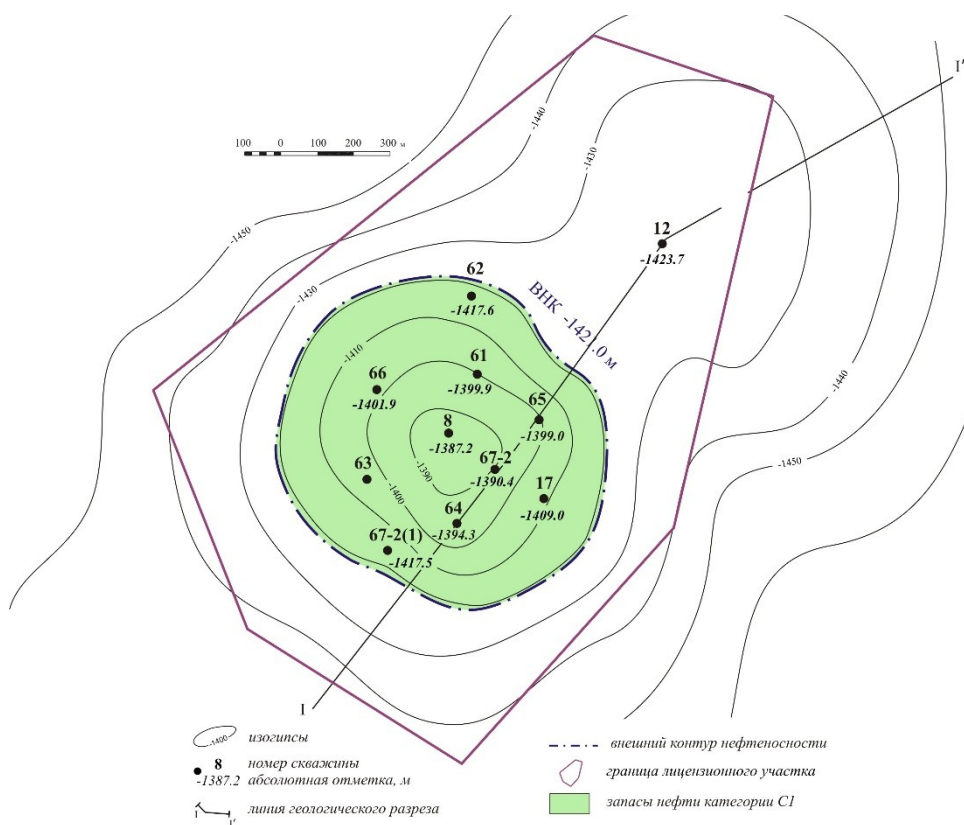 I'
-1440
-1430
100 0 100 200 300 м
-1450
12
-1423.7
62
-1417.6
-1430
ВНК -142 .0 м
-1410
61
-1399.9
66
-1401.9
-1440
65
-1399.0
8
-1387.2
67-2
-1390.4
-1390
-1450
63
-1400
17
-1409.0
64
-1394.3
67-2(1)
-1417.5
I
-1400
изогипсы
8
-1387.2
номер скважины
абсолютная отметка, м
I I'
линия геологического разреза
внешний контур нефтеносности
граница лицензионного участка
запасы нефти категории С1